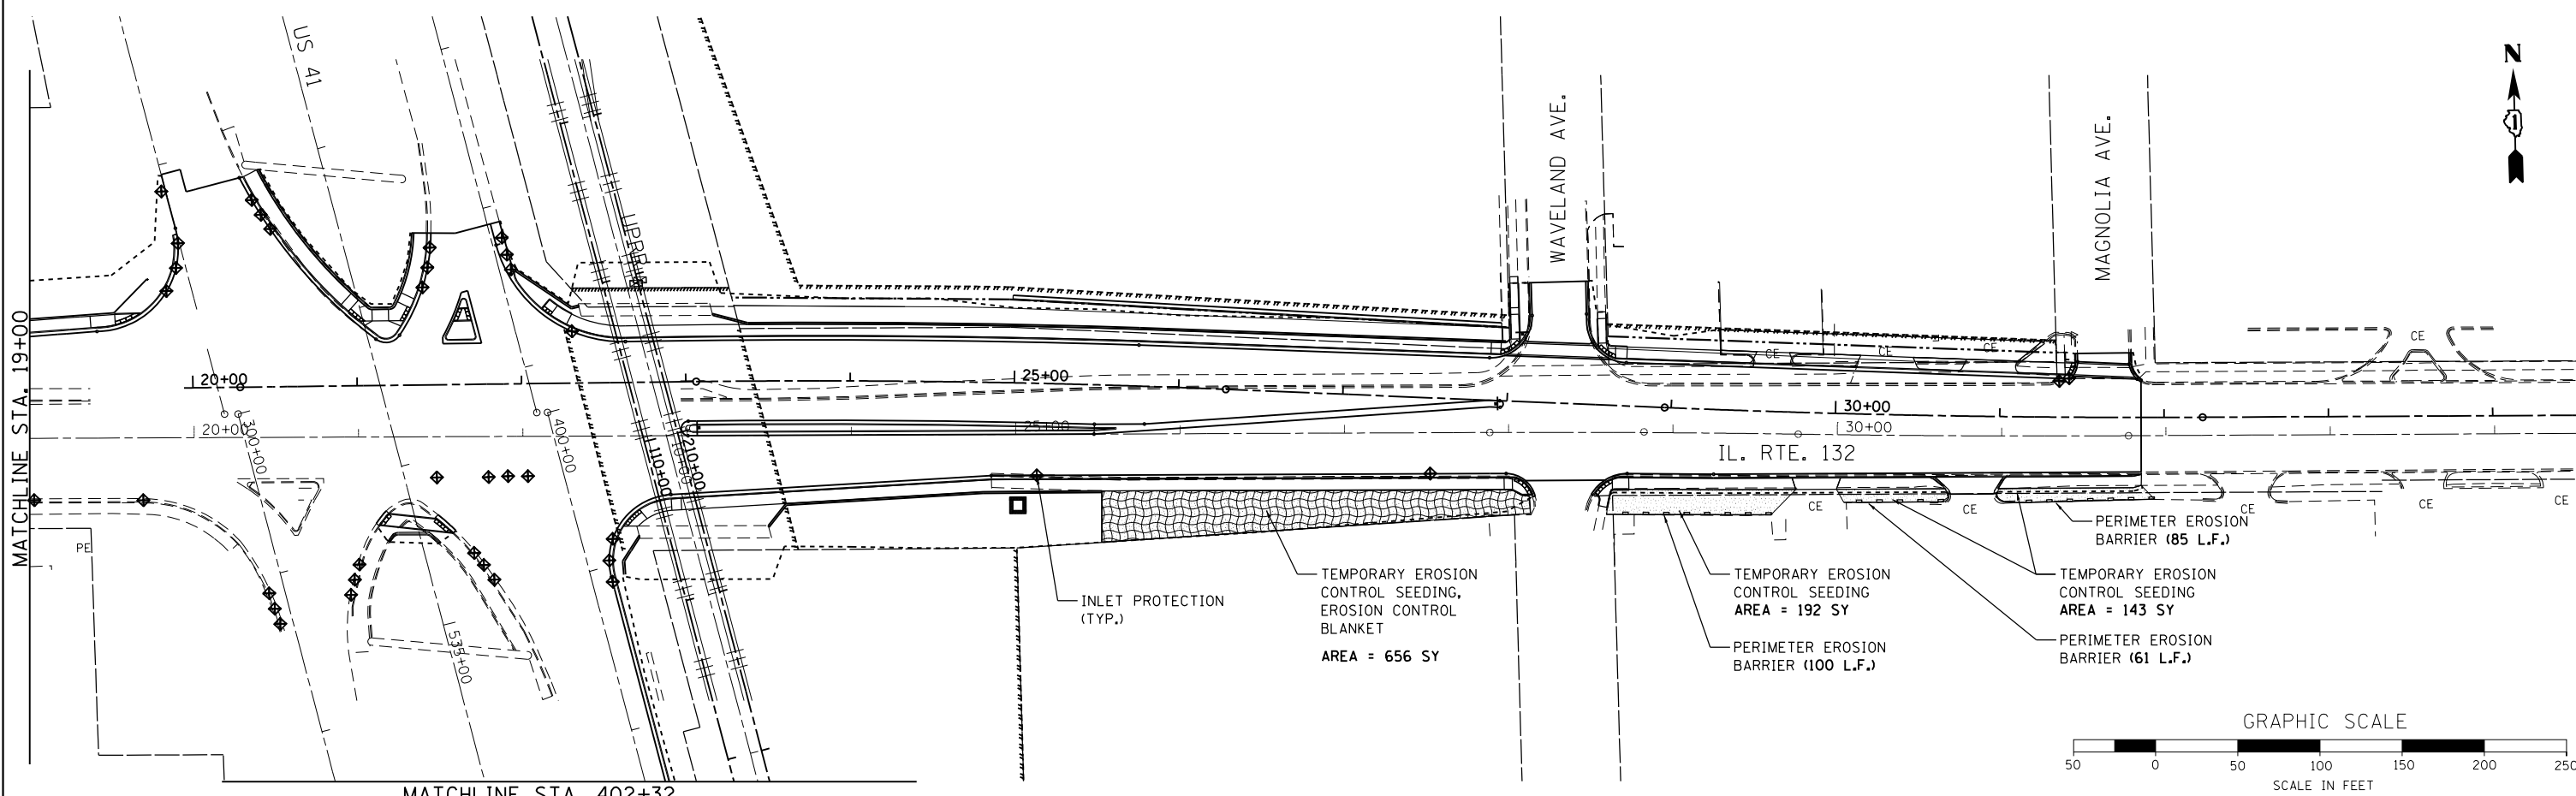 US 41
UPRR
WAVELAND AVE.
MAGNOLIA AVE.
N
MATCHLINE STA. 19+00
20+00
25+00
30+00
CE
CE
CE
CE
20+00
25+00
30+00
300+00
400+00
110+00
210+00
IL. RTE. 132
PE
CE
CE
CE
CE
CE
535+00
INLET PROTECTION
(TYP.)
TEMPORARY EROSION
CONTROL SEEDING,
EROSION CONTROL
BLANKET
AREA = 656 SY
TEMPORARY EROSION
CONTROL SEEDING
AREA = 192 SY
PERIMETER EROSION
BARRIER (100 L.F.)
PERIMETER EROSION
BARRIER (85 L.F.)
TEMPORARY EROSION
CONTROL SEEDING
AREA = 143 SY
PERIMETER EROSION
BARRIER (61 L.F.)
GRAPHIC SCALE
50 0 50 100 150 200 250
SCALE IN FEET
MATCHLINE STA. 402+32